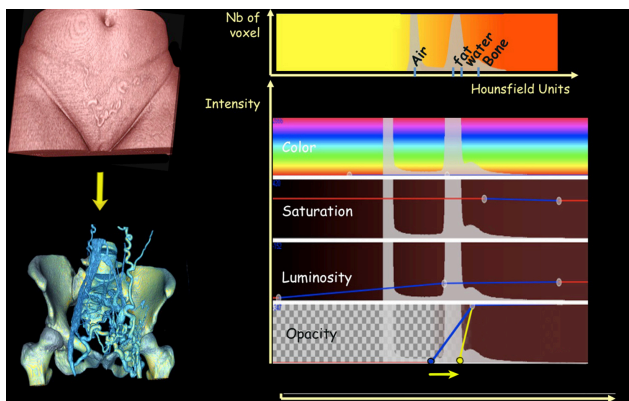 Nb of
voxel
Air
fat
water
Bone
Hounsfield Units
Intensity
Color
Saturation
Luminosity
Opacity